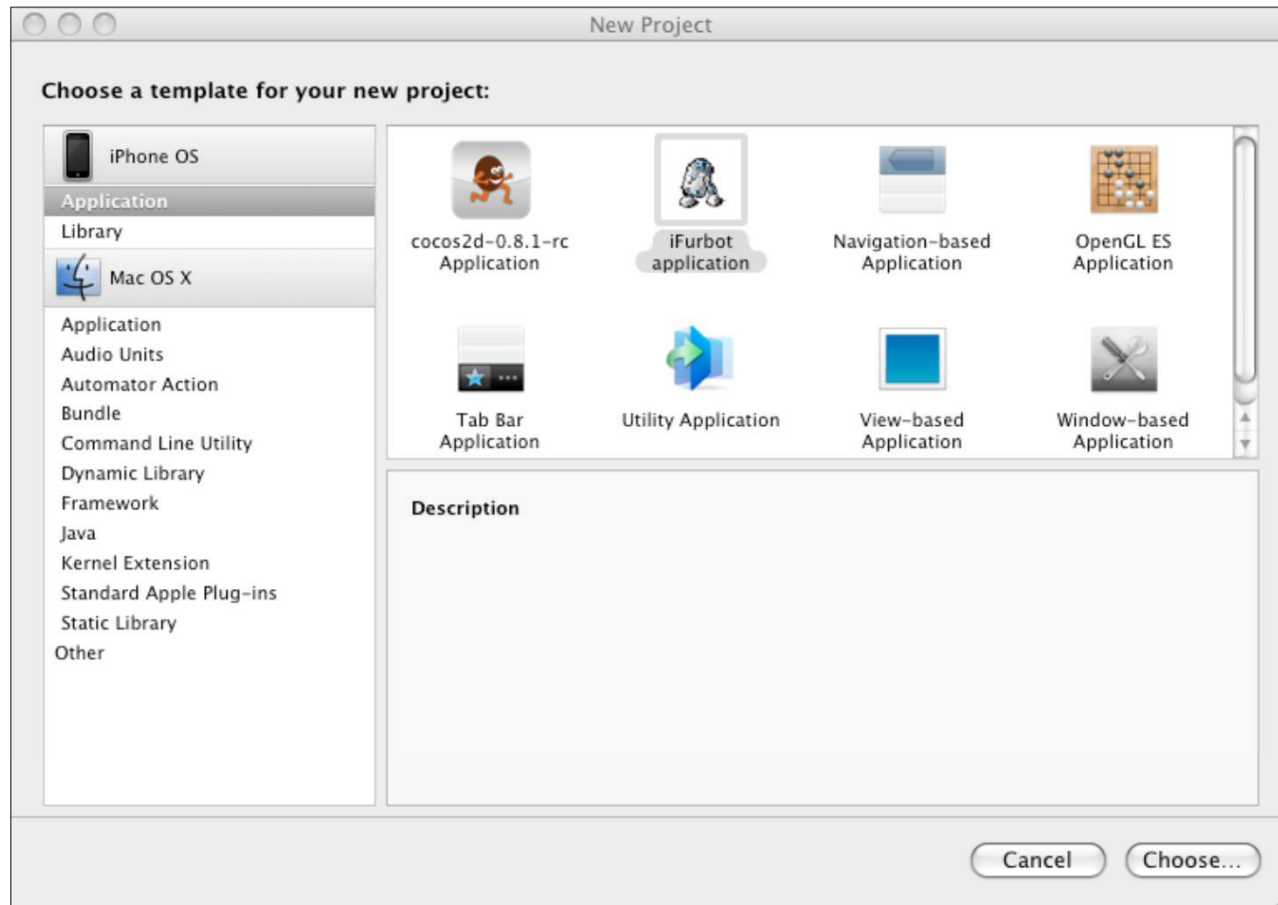 New Project
Choose a template for your new project:
iPhone OS
Application
Library
Mac OS X
Application
Audio Units
Automator Action
Bundle
Command Line Utility
Dynamic Library
Framework
Java
Kernel Extension
Standard Apple Plug-ins
Static Library
Other
cocos2d-0.8.1-rc
Application
iFurbot
application
Navigation-based
Application
OpenGL ES
Application
Tab Bar
Application
Utility Application
View-based
Application
Window-based
Application
Description
Cancel
Choose...